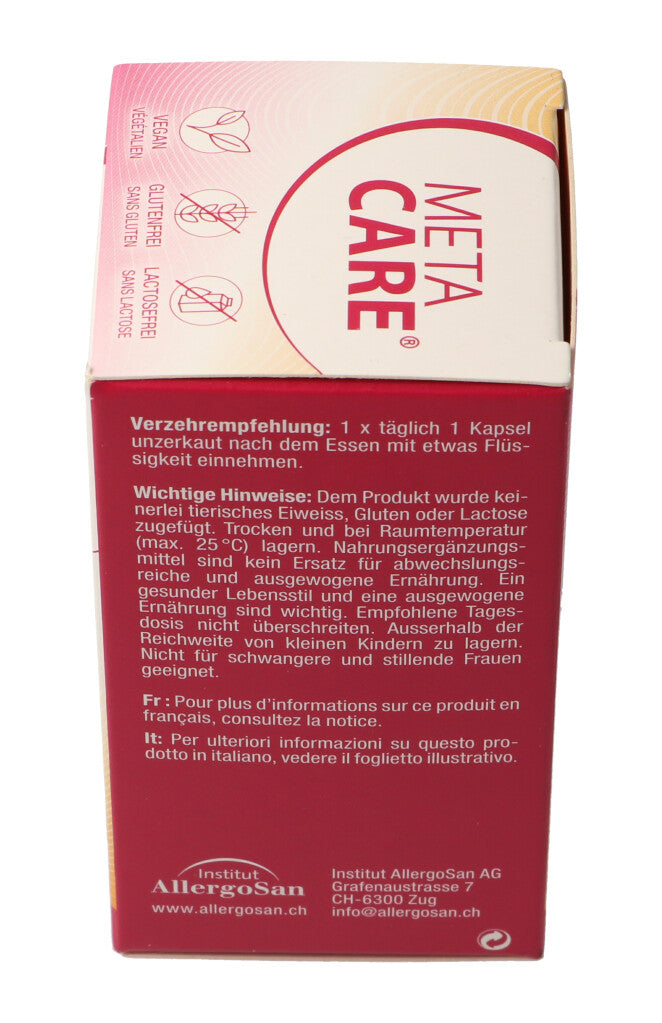 META
CARE®
VEGAN
VÉGÉTALIEN
GLUTENFREI
SANS GLUTEN
LACTOSEFREI
SANS LACTOSE
Verzehrempfehlung: 1 x täglich 1 Kapsel
unzerkaut nach dem Essen mit etwas Flüs-
sigkeit einnehmen.
Wichtige Hinweise: Dem Produkt wurde kei-
nerlei tierisches Eiweiss, Gluten oder Lactose
zugefügt. Trocken und bei Raumtemperatur
(max. 25 °C) lagern. Nahrungsergänzungs-
mittel sind kein Ersatz für abwechslungs-
reiche und ausgewogene Ernährung. Ein
gesunder Lebensstil und eine ausgewogene
Ernährung sind wichtig. Empfohlene Tages-
dosis nicht überschreiten. Ausserhalb der
Reichweite von kleinen Kindern zu lagern.
Nicht für schwangere und stillende Frauen
geeignet.
Fr : Pour plus d'informations sur ce produit en
français, consultez la notice.
It: Per ulteriori informazioni su questo pro-
dotto in italiano, vedere il foglietto illustrativo.
Institut
AllergoSan
www.allergosan.ch
Institut AllergoSan AG
Grafenaustrasse 7
CH-6300 Zug
info@allergosan.ch